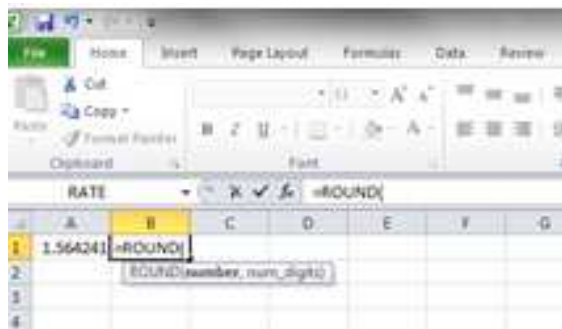 File Home Insert Page Layout Formulas Data Review
Cut
Copy
Paste
Format Painter
B I U A
Clipboard Font
RATE fx =ROUND(
A B C D E F G
1 1.564241 =ROUND(
ROUND(number, num_digits)
2
3
4